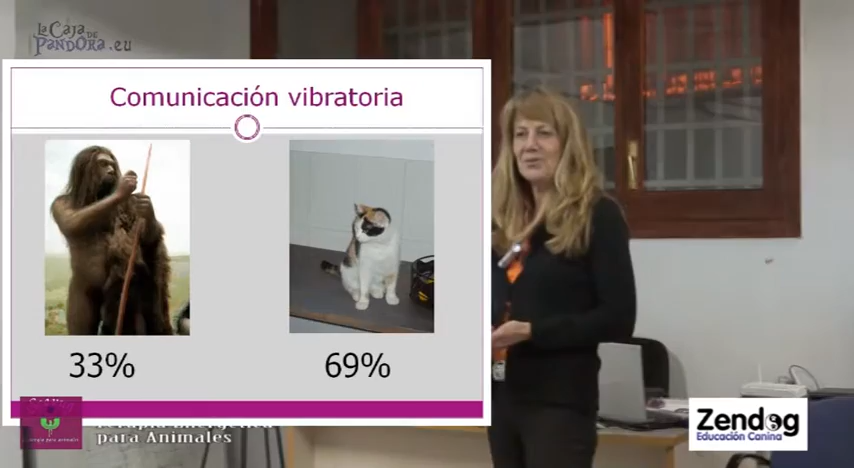 La Caja
DE
PANDORA.eu
Comunicación vibratoria
33%
69%
para Animales
Zendog
Educación Canina